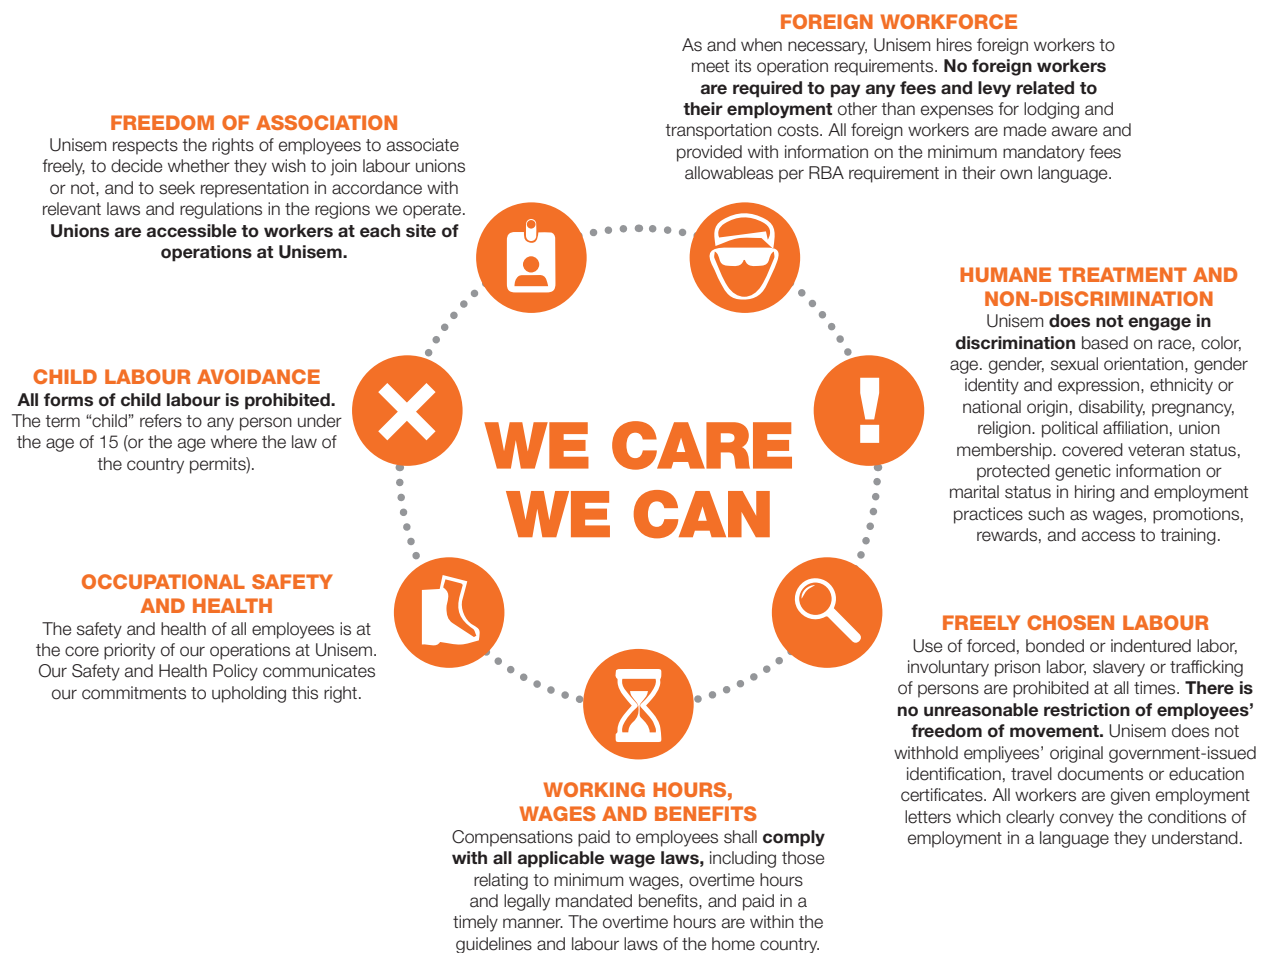 FOREIGN WORKFORCE
As and when necessary, Unisem hires foreign workers to
meet its operation requirements. No foreign workers
are required to pay any fees and levy related to
their employment other than expenses for lodging and
transportation costs. All foreign workers are made aware and
provided with information on the minimum mandatory fees
allowableas per RBA requirement in their own language.
FREEDOM OF ASSOCIATION
Unisem respects the rights of employees to associate
freely, to decide whether they wish to join labour unions
or not, and to seek representation in accordance with
relevant laws and regulations in the regions we operate.
Unions are accessible to workers at each site of
operations at Unisem.
HUMANE TREATMENT AND
NON-DISCRIMINATION
Unisem does not engage in
discrimination based on race, color,
age. gender, sexual orientation, gender
identity and expression, ethnicity or
national origin, disability, pregnancy,
religion. political affiliation, union
membership. covered veteran status,
protected genetic information or
marital status in hiring and employment
practices such as wages, promotions,
rewards, and access to training.
CHILD LABOUR AVOIDANCE
All forms of child labour is prohibited.
The term “child” refers to any person under
the age of 15 (or the age where the law of
the country permits).
WE CARE
WE CAN
OCCUPATIONAL SAFETY
AND HEALTH
The safety and health of all employees is at
the core priority of our operations at Unisem.
Our Safety and Health Policy communicates
our commitments to upholding this right.
FREELY CHOSEN LABOUR
Use of forced, bonded or indentured labor,
involuntary prison labor, slavery or trafficking
of persons are prohibited at all times. There is
no unreasonable restriction of employees’
freedom of movement. Unisem does not
withhold empliyees’ original government-issued
identification, travel documents or education
certificates. All workers are given employment
letters which clearly convey the conditions of
employment in a language they understand.
WORKING HOURS,
WAGES AND BENEFITS
Compensations paid to employees shall comply
with all applicable wage laws, including those
relating to minimum wages, overtime hours
and legally mandated benefits, and paid in a
timely manner. The overtime hours are within the
guidelines and labour laws of the home country.